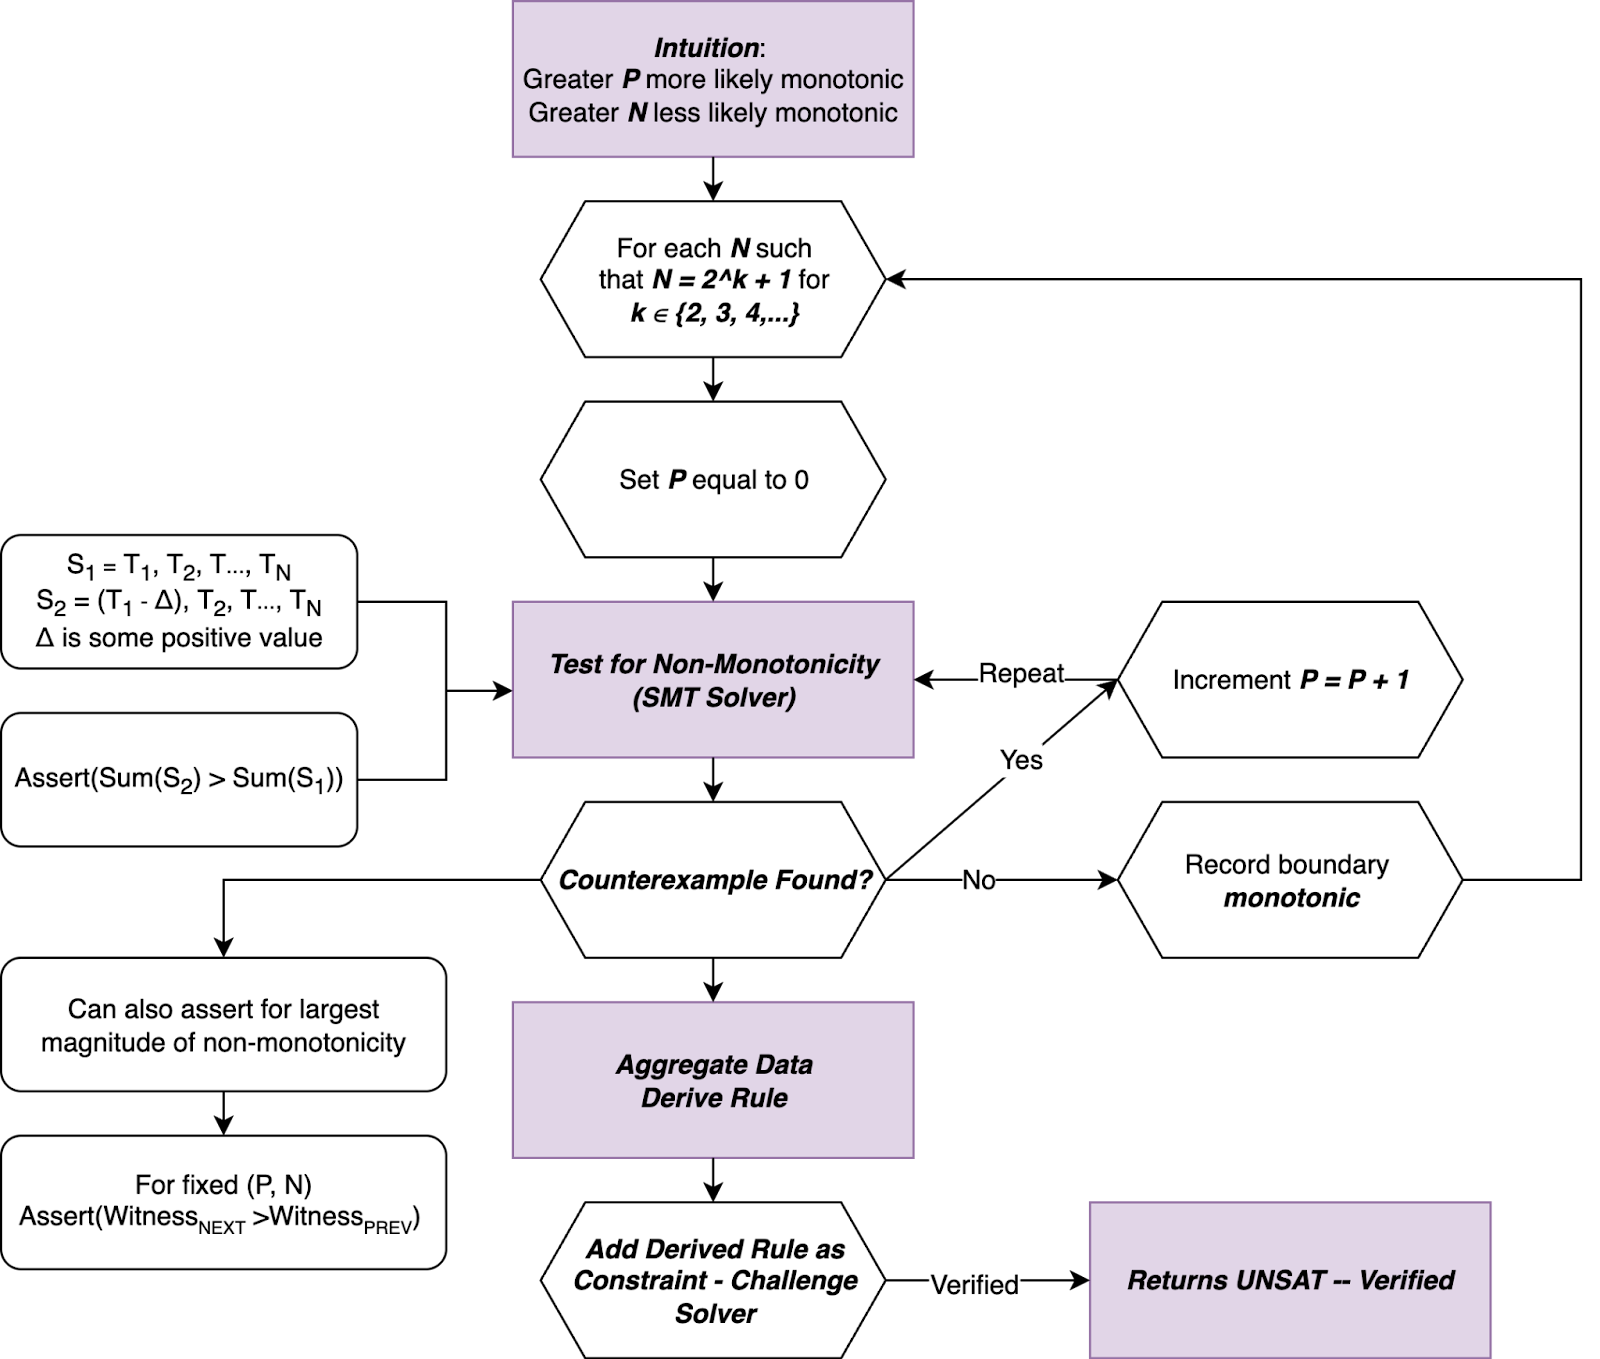 Intuition:
Greater P more likely monotonic
Greater N less likely monotonic
For each N such
that N = 2^k + 1 for
k ∈ {2, 3, 4,...}
Set P equal to 0
S1 = T1, T2, T..., TN
S2 = (T1 - Δ), T2, T..., TN
Δ is some positive value
Test for Non-Monotonicity
(SMT Solver)
Repeat
Increment P = P + 1
Assert(Sum(S2) > Sum(S1))
Yes
Counterexample Found?
No
Record boundary
monotonic
Can also assert for largest
magnitude of non-monotonicity
Aggregate Data
Derive Rule
For fixed (P, N)
Assert(WitnessNEXT >WitnessPREV)
Add Derived Rule as
Constraint - Challenge
Solver
Verified
Returns UNSAT -- Verified